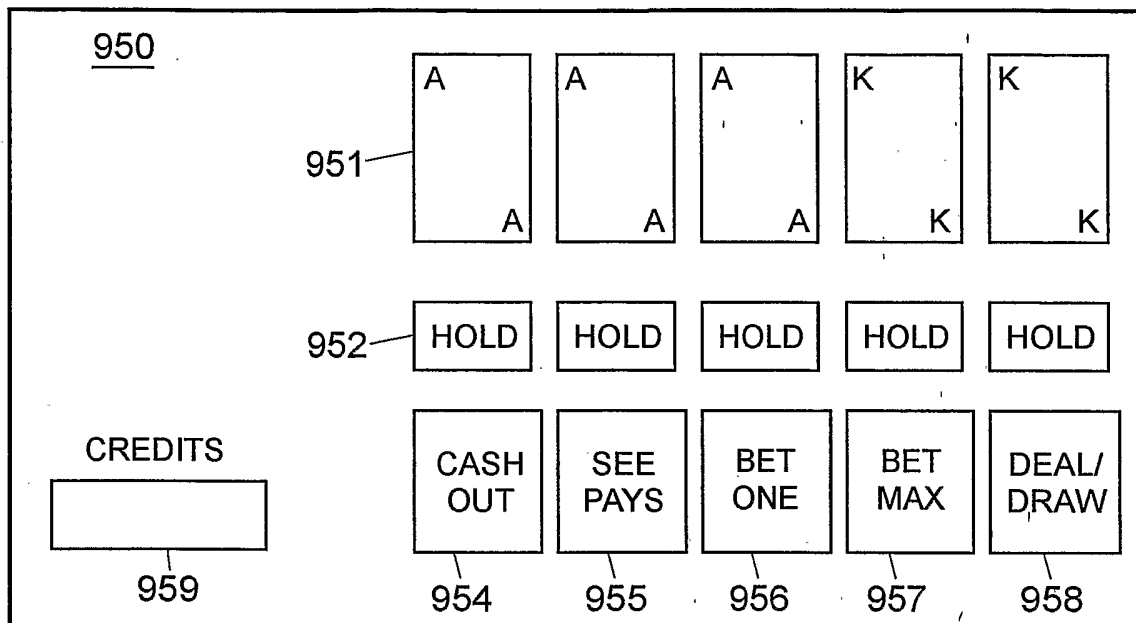 950
A A A K K
951
A A A K K
952 HOLD HOLD HOLD HOLD HOLD
CREDITS
CASH OUT
SEE PAYS
BET ONE
BET MAX
DEAL/ DRAW
959 954 955 956 957 958